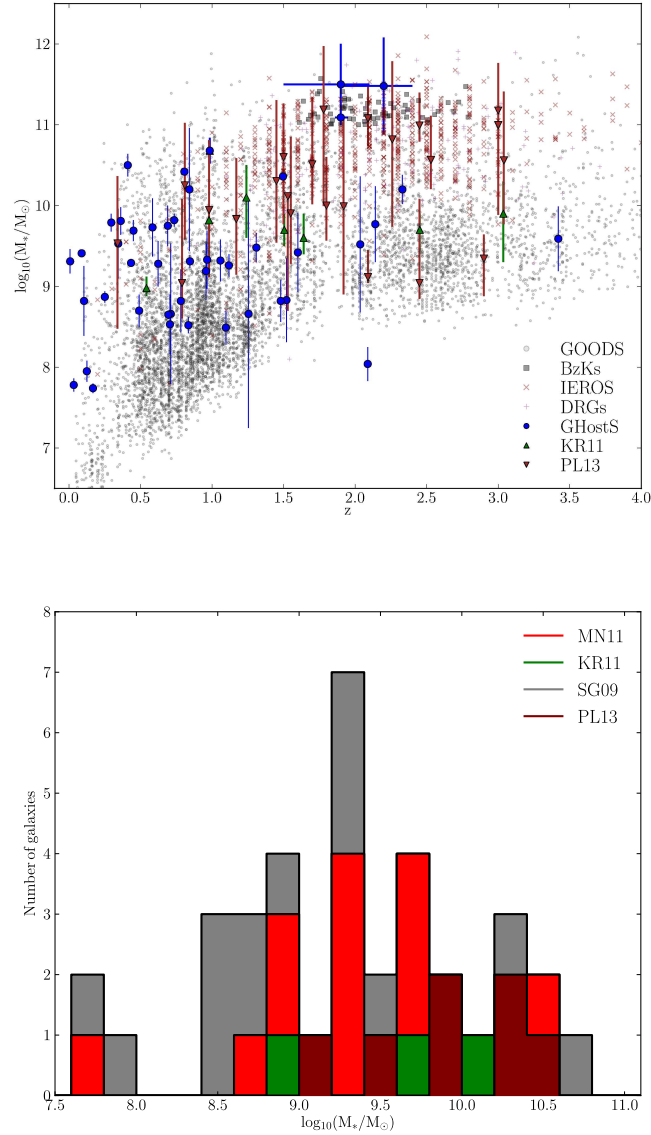 12
11
10
9
8
7
log10(M*/M☉)
0.0 0.5 1.0 1.5 2.0 2.5 3.0 3.5 4.0
z
GOODS
BzKs
IEROS
DRGs
GHostS
KR11
PL13
8
7
6
5
4
3
2
1
0
Number of galaxies
7.5 8.0 8.5 9.0 9.5 10.0 10.5 11.0
log10(M*/M☉)
MN11
KR11
SG09
PL13